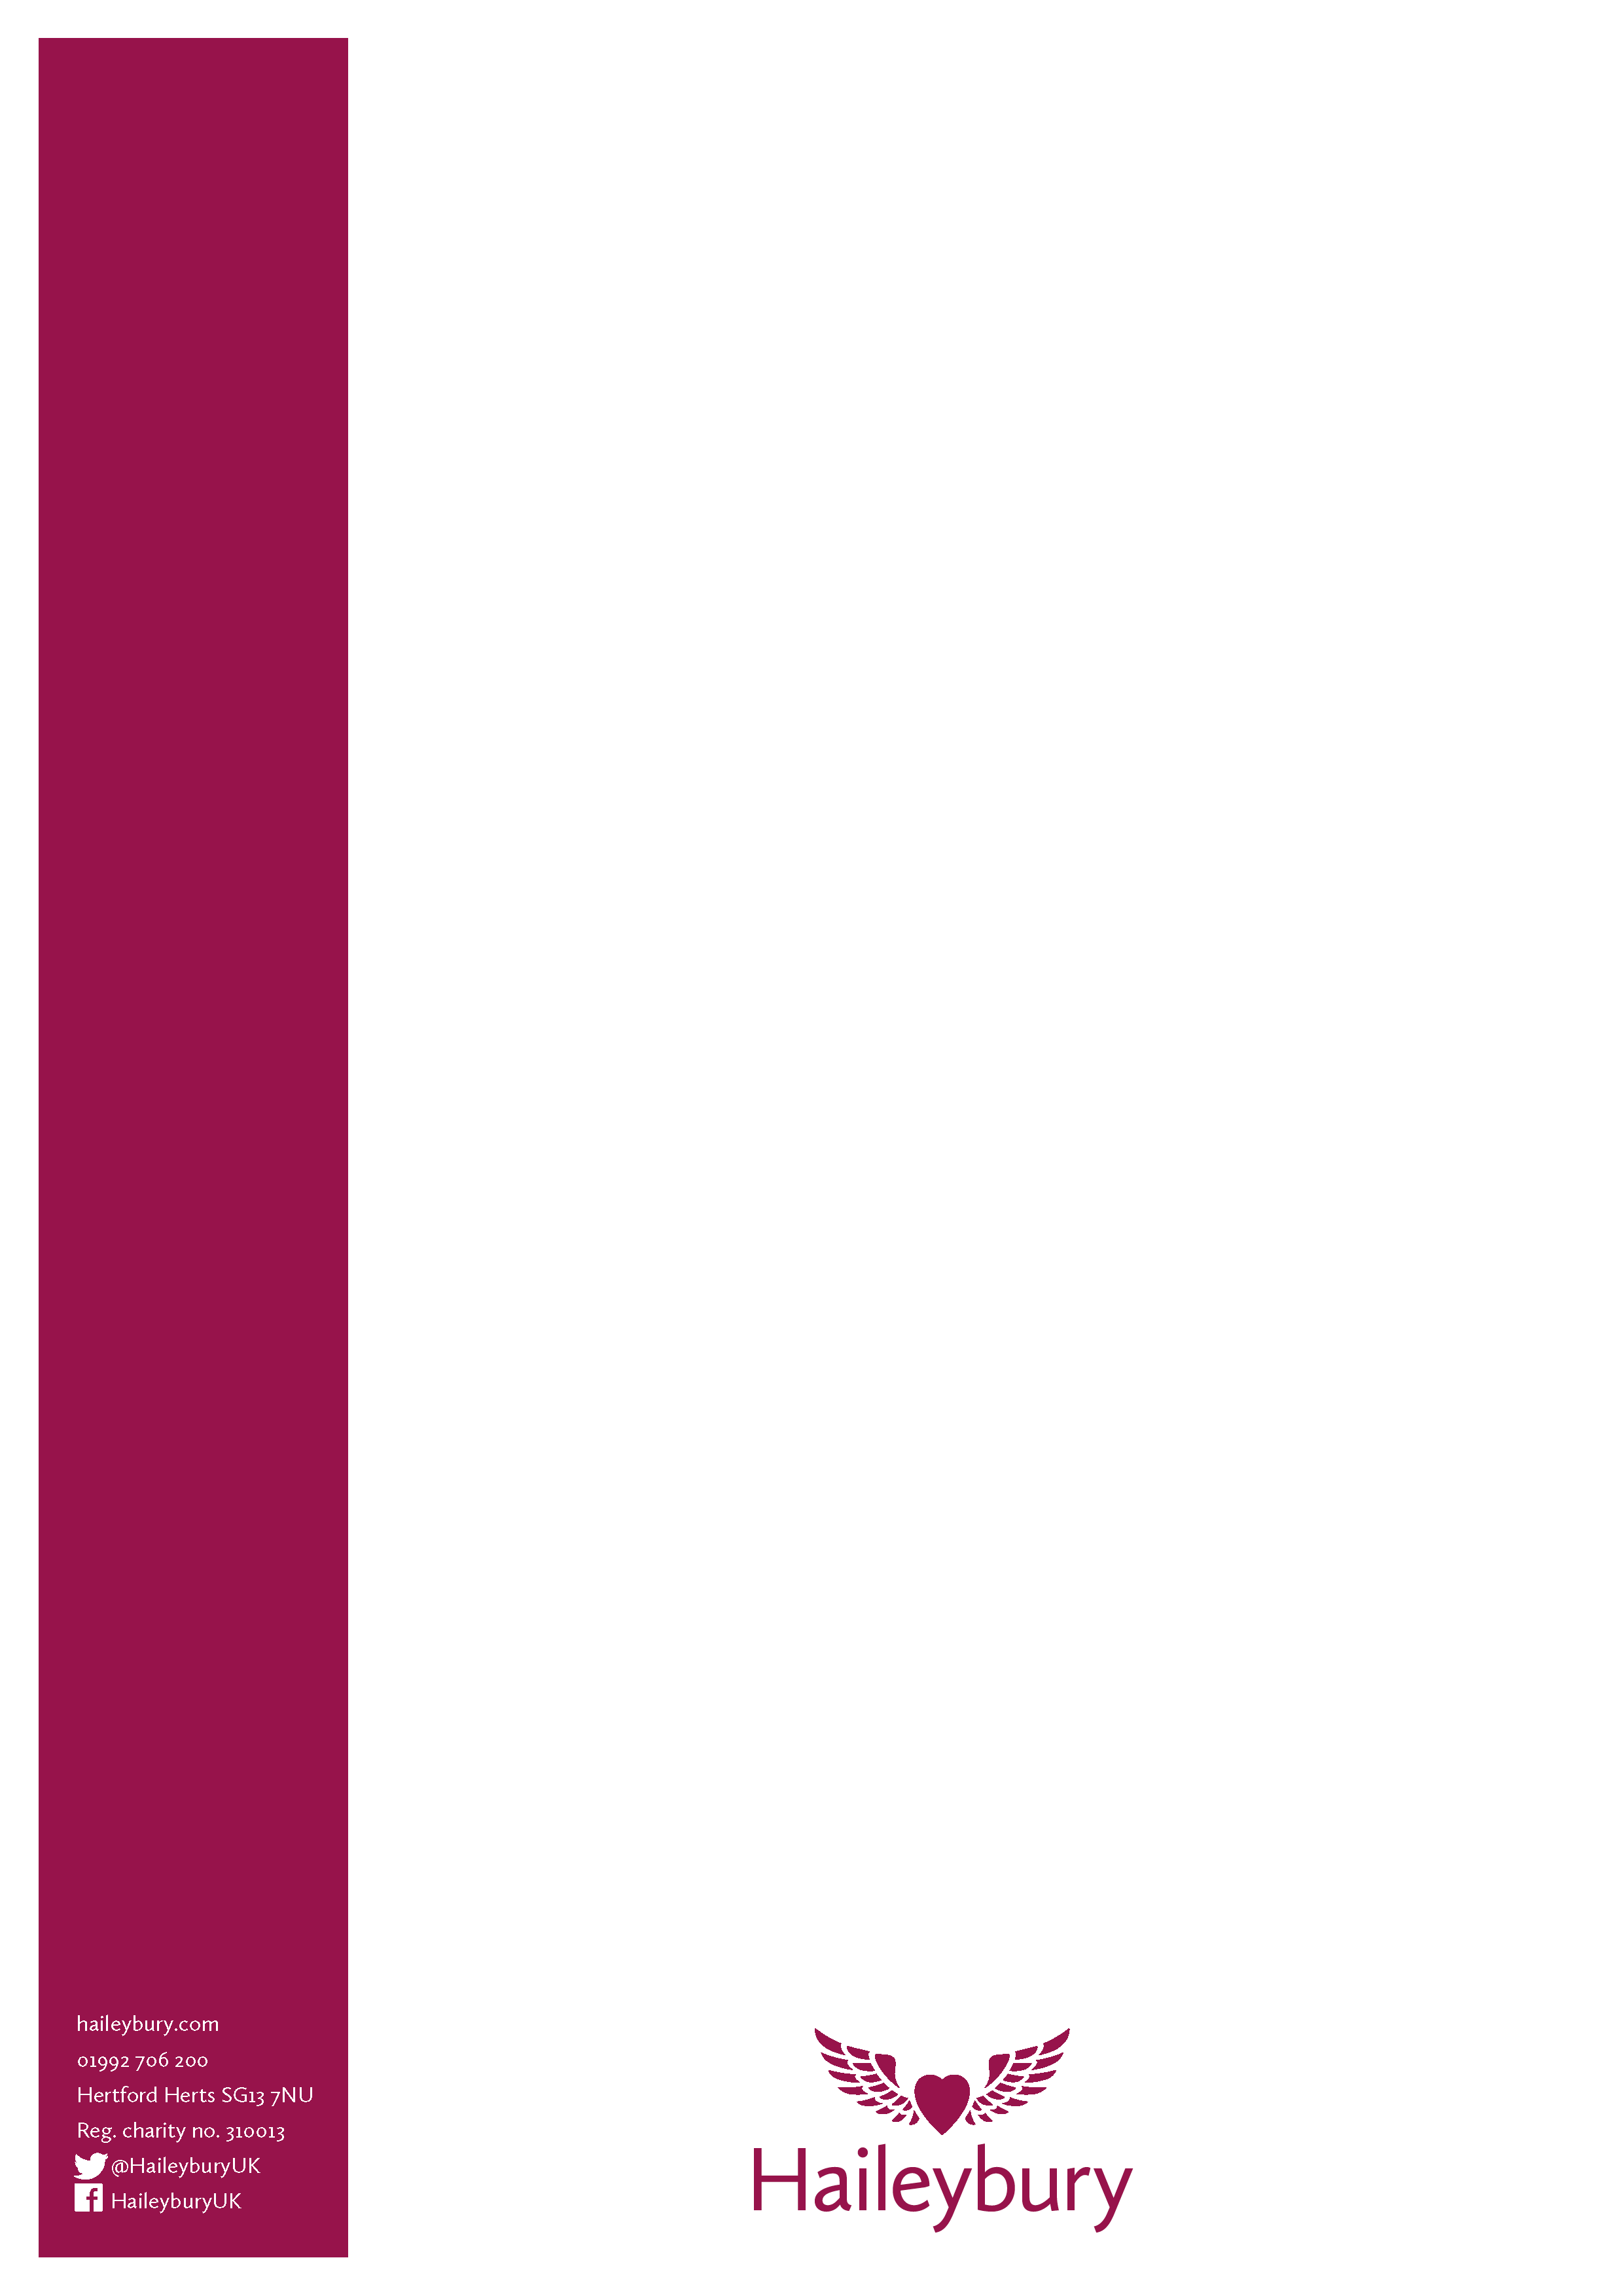 haileybury.com
01992 706 200
Hertford Herts SG13 7NU
Reg. charity no. 310013
@HaileyburyUK
HaileyburyUK
Haileybury